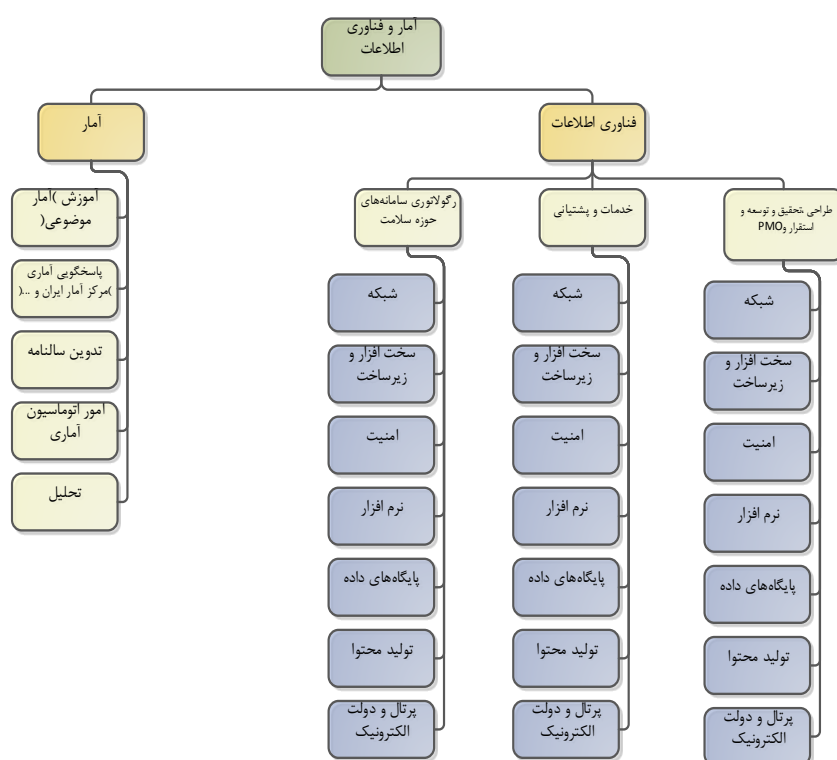 آمار و فناوری
اطلاعات
فناوری اطلاعات
آمار
طراحی ،تحقیق و توسعه و
استقرار وPMO
خدمات و پشتیانی
رگولاتوری سامانه‌های
حوزه سلامت
شبکه
سخت افزار و
زیرساخت
امنیت
نرم افزار
پایگاه‌های داده
تولید محتوا
پرتال و دولت
الکترونیک
شبکه
سخت افزار و
زیرساخت
امنیت
نرم افزار
پایگاه‌های داده
تولید محتوا
پرتال و دولت
الکترونیک
شبکه
سخت افزار و
زیرساخت
امنیت
نرم افزار
پایگاه‌های داده
تولید محتوا
پرتال و دولت
الکترونیک
آموزش )آمار
موضوعی(
پاسخگویی آماری
)مرکز آمار ایران و ...(
تدوین سالنامه
امور اتوماسیون
آماری
تحلیل